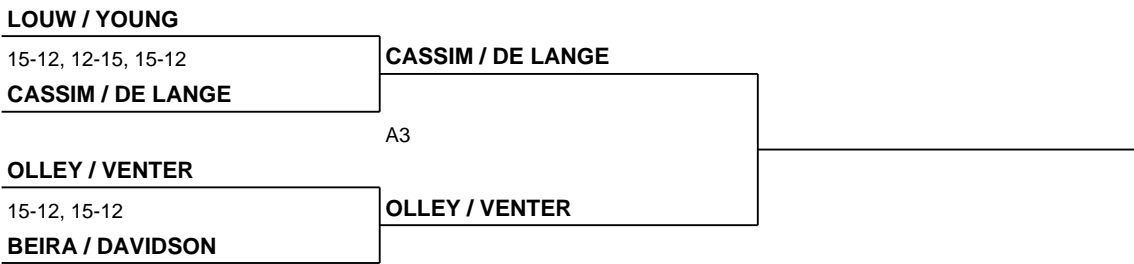 LOUW / YOUNG
15-12, 12-15, 15-12
CASSIM / DE LANGE
CASSIM / DE LANGE
A3
OLLEY / VENTER
15-12, 15-12
OLLEY / VENTER
BEIRA / DAVIDSON